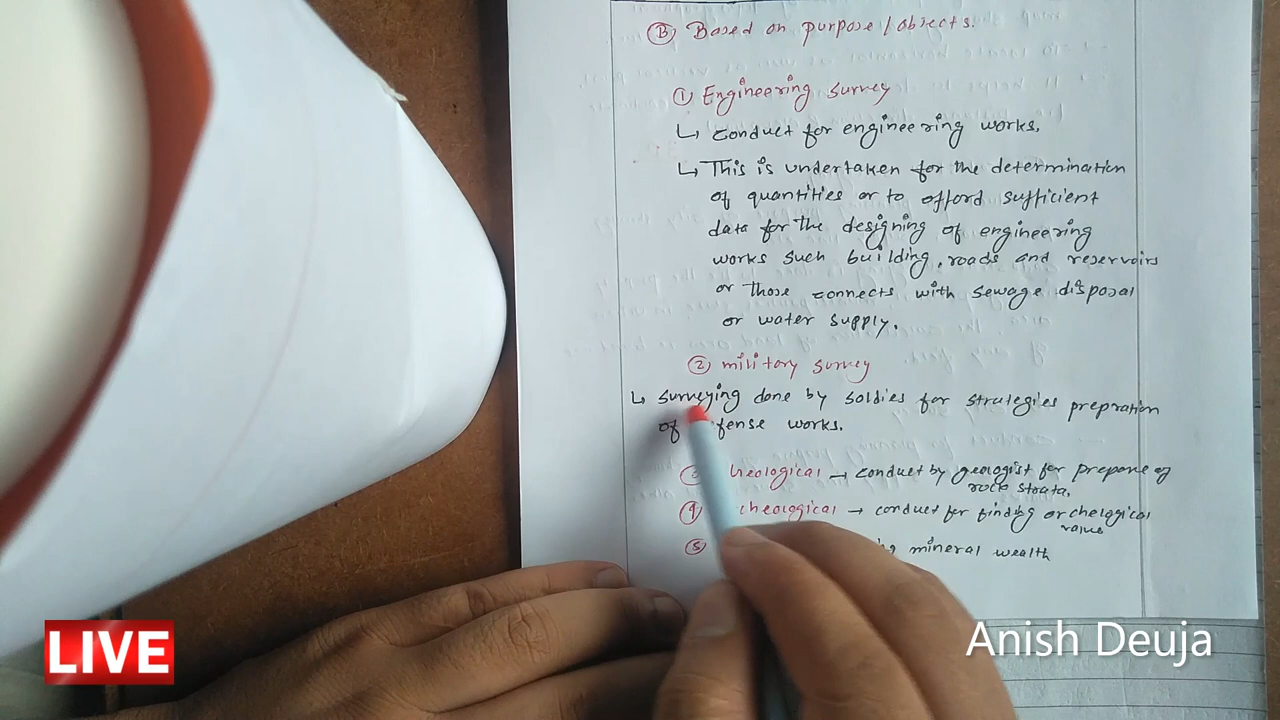 Ⓑ Based on purpose/objects.
① Engineering survey
↳ conduct for engineering works.
↳ This is undertaken for the determination
of quantities or to afford sufficient
data for the designing of engineering
works such building, roads and reservoirs
or those connects with sewage disposal
or water supply.
② military survey
↳ surveying done by soldies for strategies prepration
of fense works.
③ heological → conduct by geologist for prepare of
rock strata,
④ cheological → conduct for finding archelogical
value
⑤ mineral wealth
LIVE
Anish Deuja